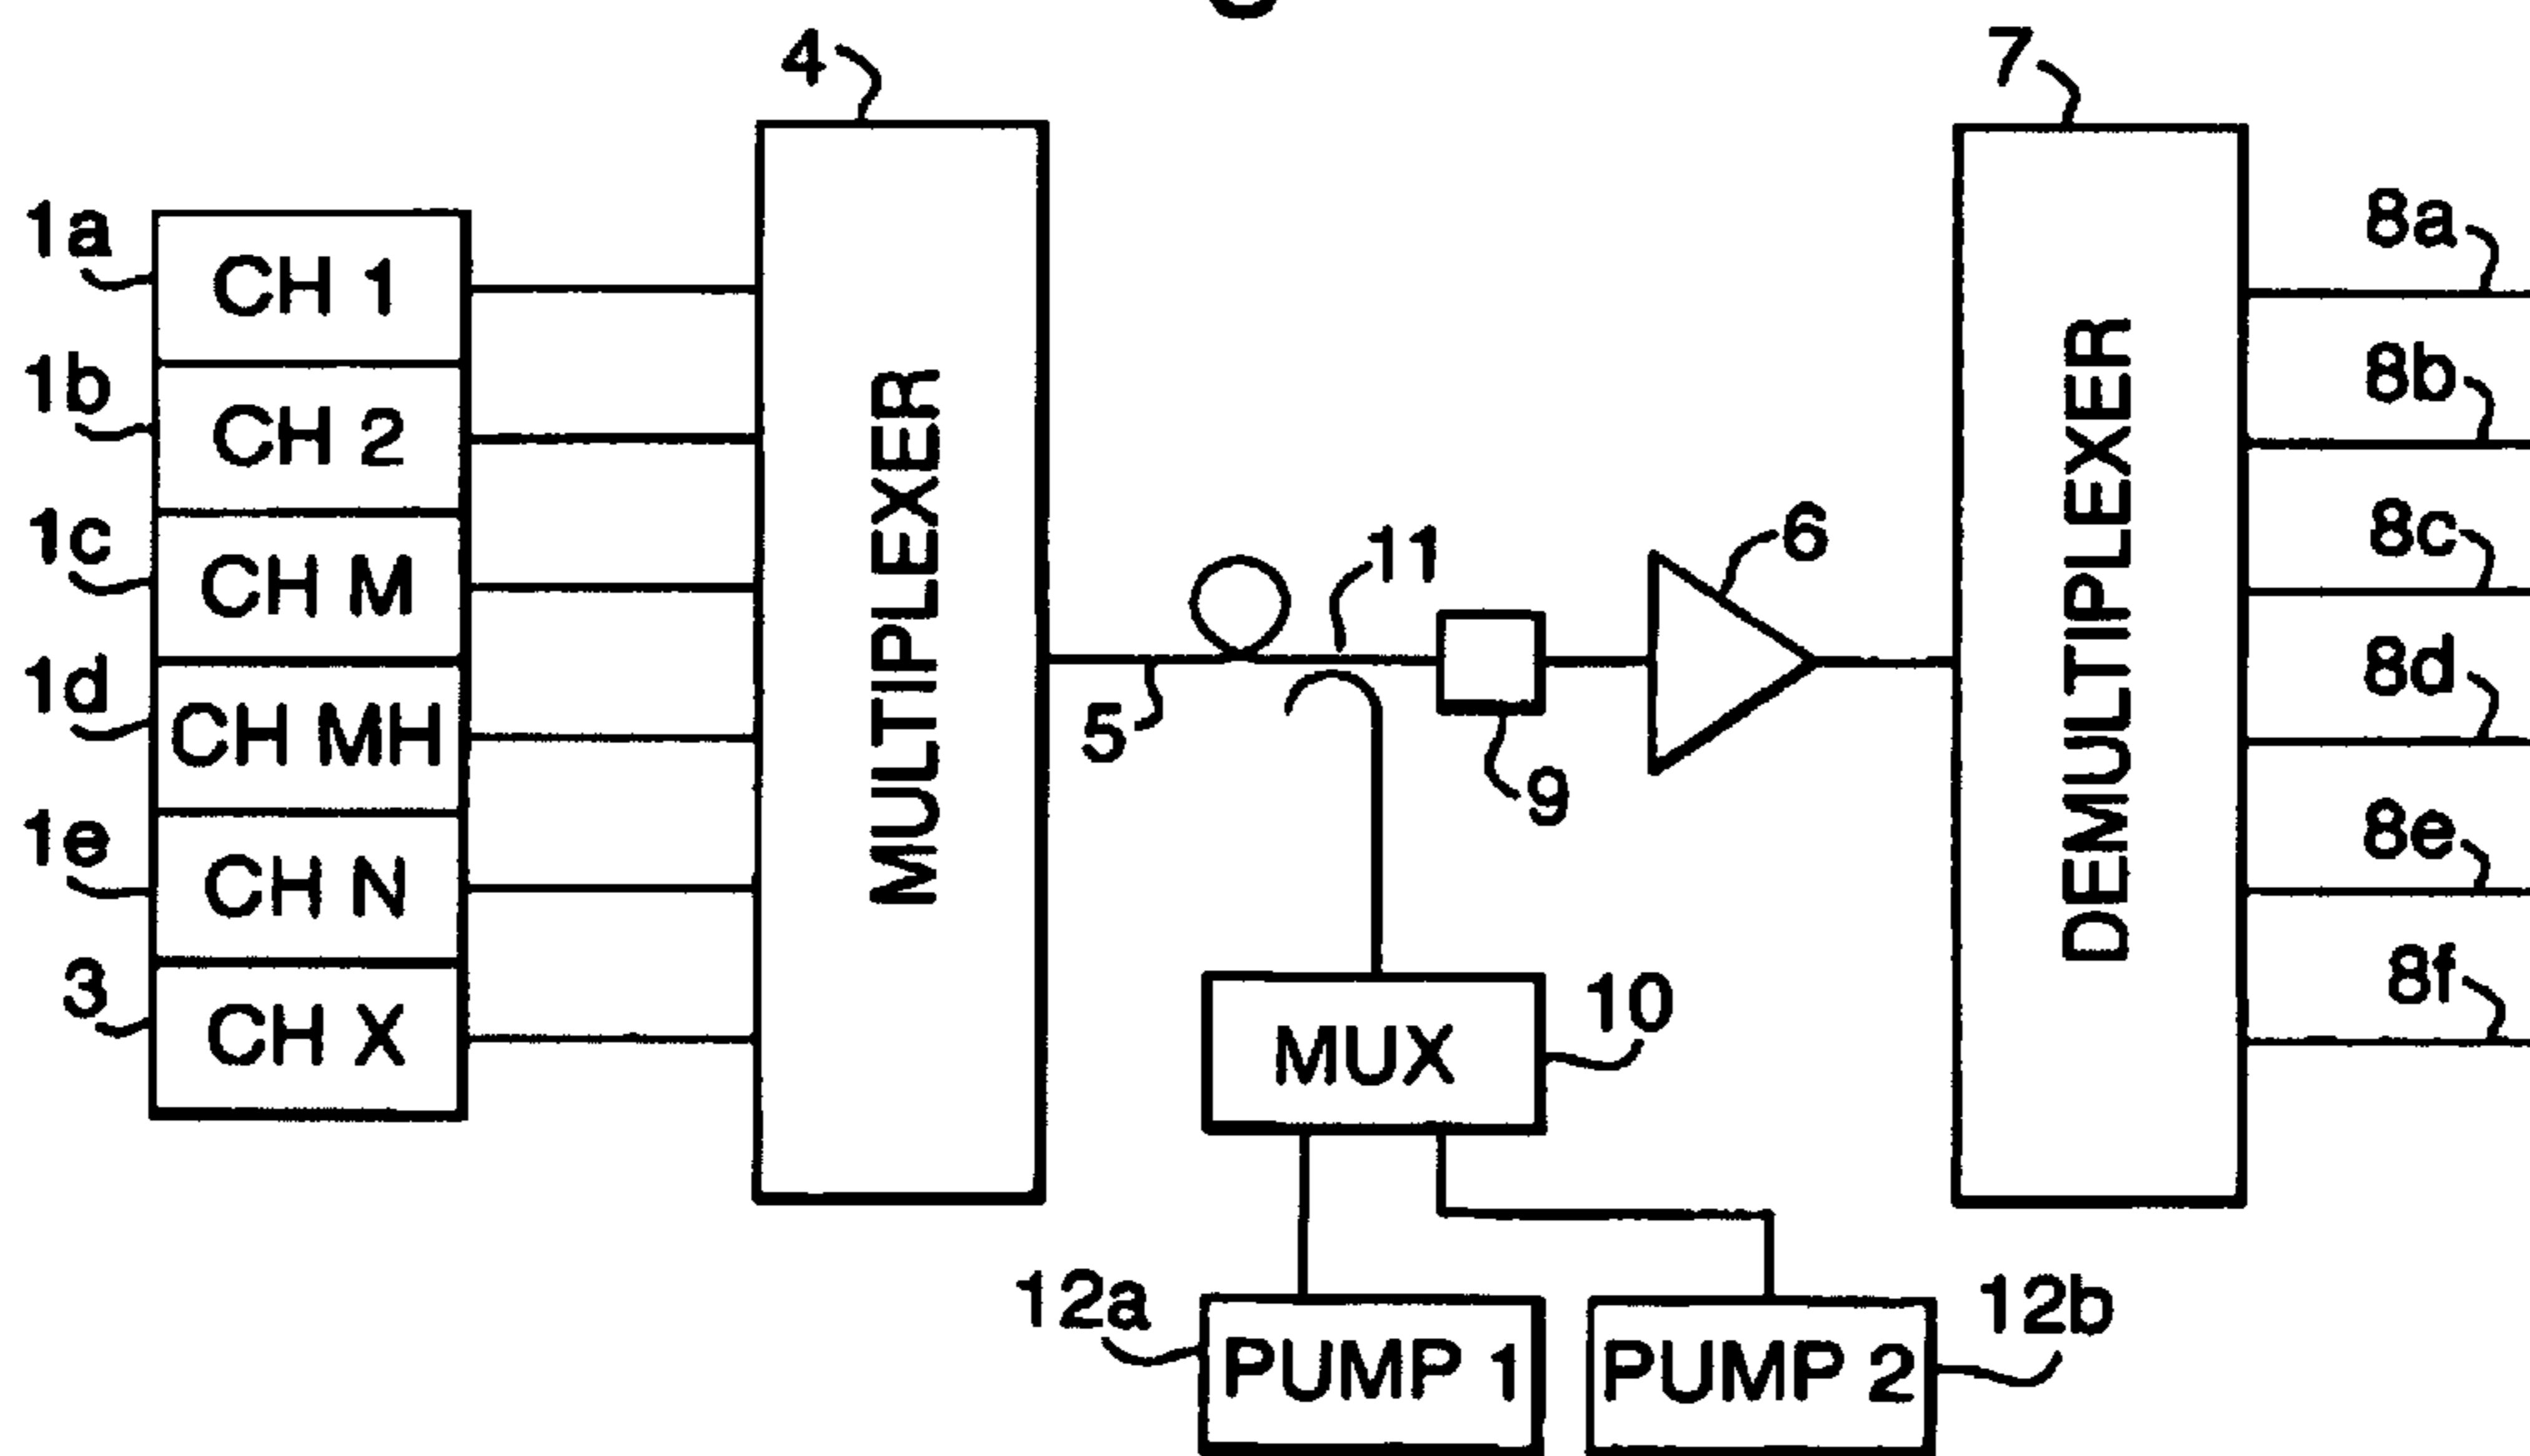 4
7
1a
CH 1
8a
1b
CH 2
8b
1c
CH M
11
6
8c
1d
CH MH
MULTIPLEXER
5
9
DEMULTIPLEXER
8d
1e
CH N
8e
3
CH X
MUX
10
8f
12a
PUMP 1
PUMP 2
12b